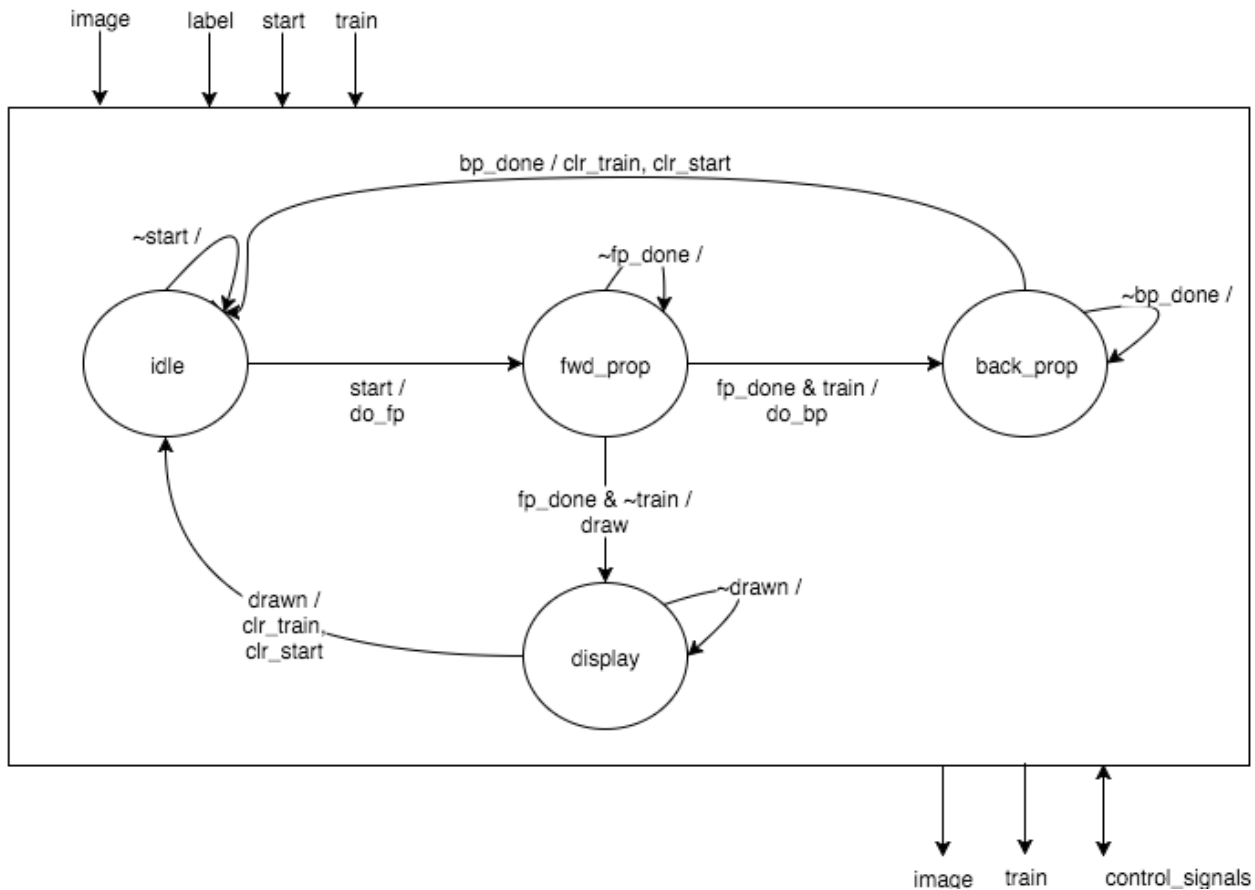 image label start train
bp_done / clr_train, clr_start
~start /
~fp_done /
~bp_done /
idle
fwd_prop
back_prop
start /
do_fp
fp_done & train /
do_bp
fp_done & ~train /
draw
drawn /
clr_train,
clr_start
~drawn /
display
image train control_signals